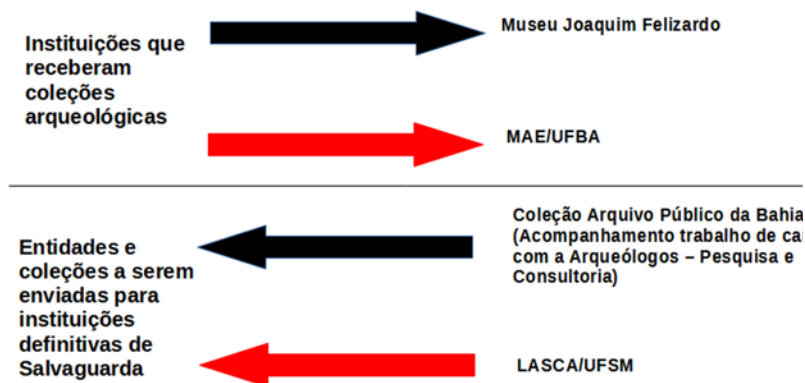 Instituições que
receberam
coleções
arqueológicas
Museu Joaquim Felizardo
MAE/UFBA
Entidades e
coleções a serem
enviadas para
instituições
definitivas de
Salvaguarda
Coleção Arquivo Público da Bahia
(Acompanhamento trabalho de
com a Arqueólogos – Pesquisa e
Consultoria)
LASCA/UFSM